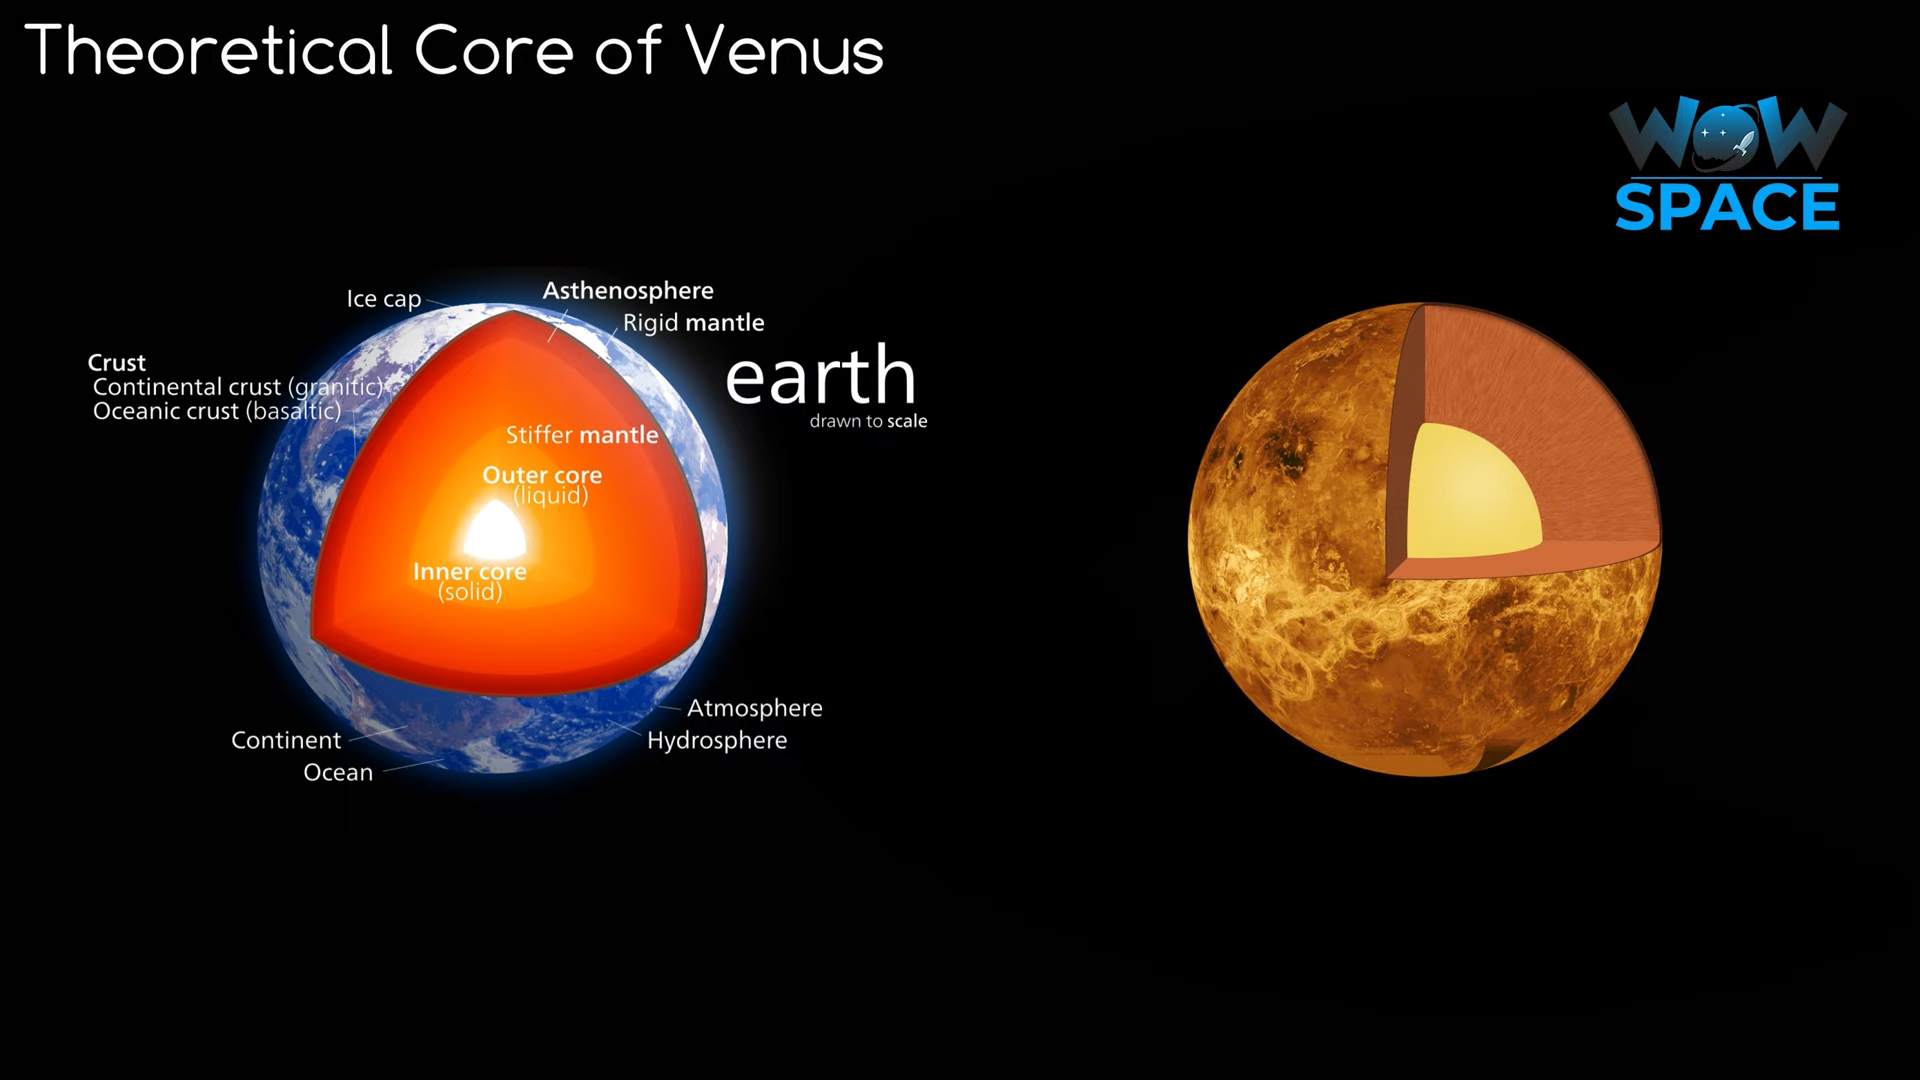 Theoretical Core of Venus
WOW
SPACE
Ice cap
Asthenosphere
Rigid mantle
earth
drawn to scale
Crust
Continental crust (granitic)
Oceanic crust (basaltic)
Stiffer mantle
Outer core
(liquid)
Inner core
(solid)
Atmosphere
Hydrosphere
Continent
Ocean